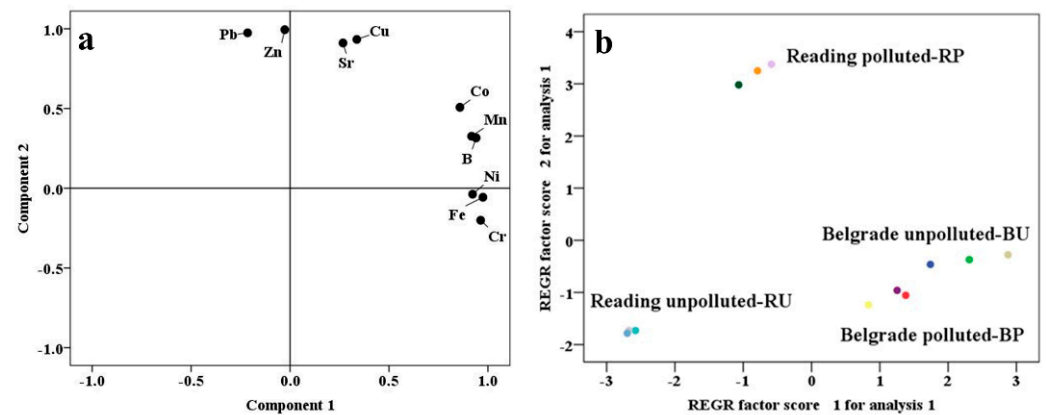 a
Pb
Zn
Sr
Cu
Co
Mn
B
Ni
Fe
Cr
1.0
0.5
0.0
-0.5
-1.0
Component 2
-1.0
-0.5
0.0
0.5
1.0
Component 1
b
Reading polluted-RP
Belgrade unpolluted-BU
Reading unpolluted-RU
Belgrade polluted-BP
4
3
2
1
0
-1
-2
REGR factor score 2 for analysis 1
-3
-2
-1
0
1
2
3
REGR factor score 1 for analysis 1